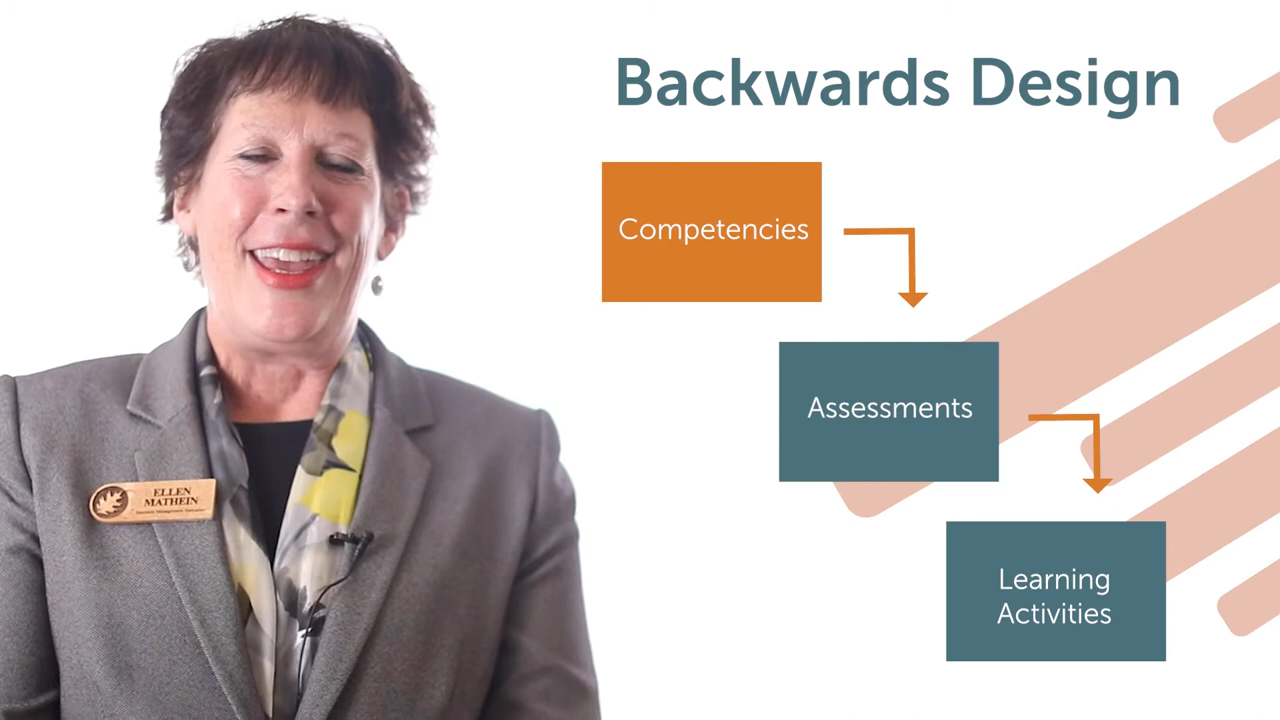 Backwards Design
Competencies
Assessments
Learning
Activities
ELLEN
MATHEIN